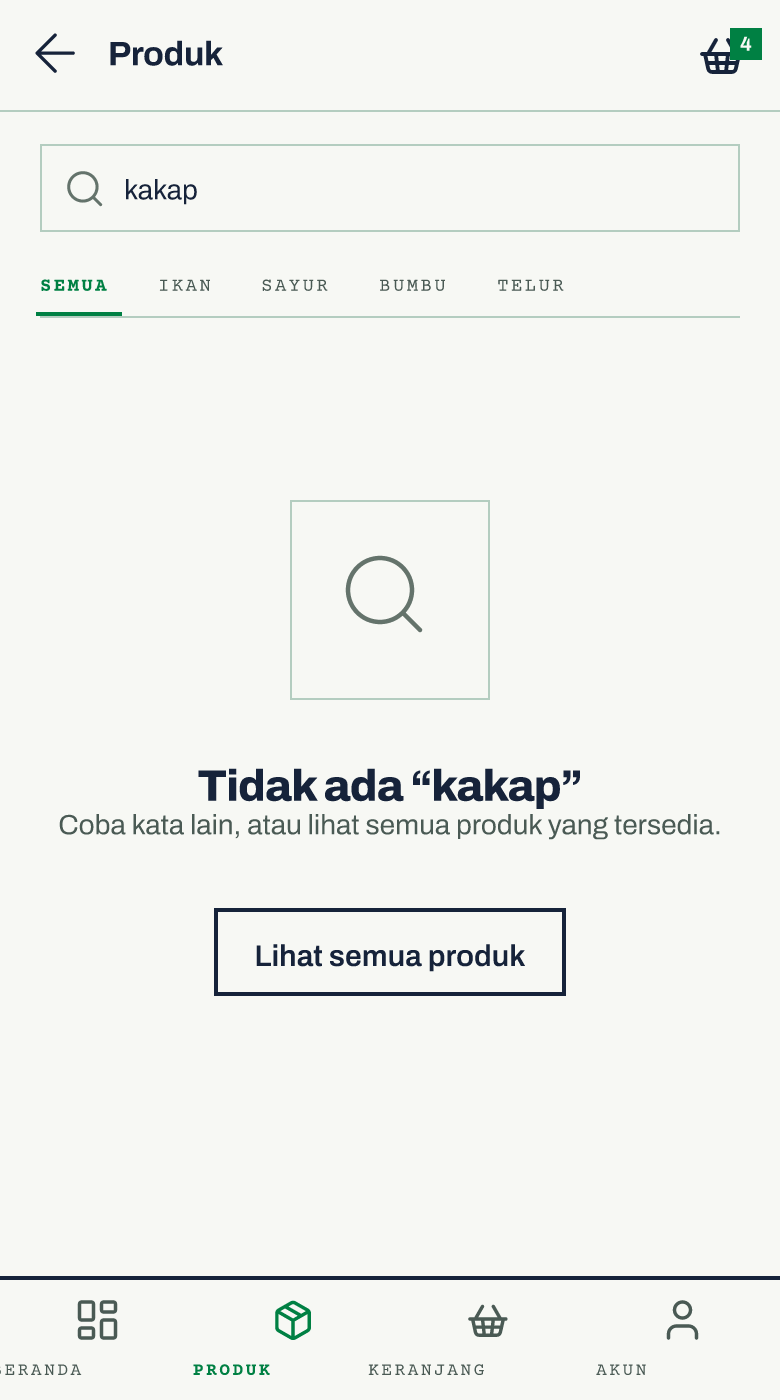 Produk
4
kakap
SEMUA IKAN SAYUR BUMBU TELUR
Tidak ada “kakap”
Coba kata lain, atau lihat semua produk yang tersedia.
Lihat semua produk
ERANDA PRODUK KERANJANG AKUN